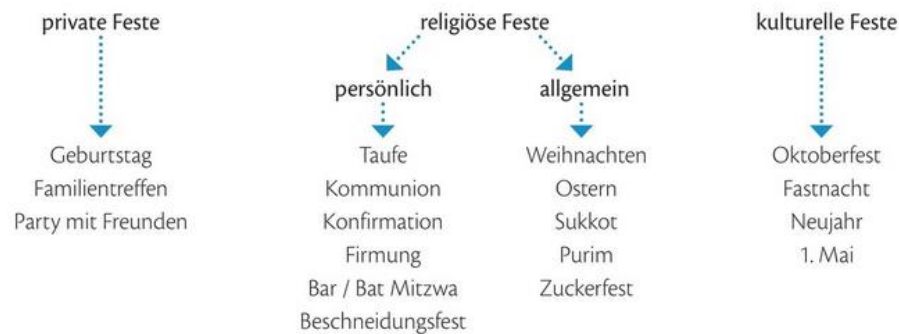 private Feste
religiöse Feste
kulturelle Feste
persönlich
allgemein
Geburtstag
Familientreffen
Party mit Freunden
Taufe
Kommunion
Konfirmation
Firmung
Bar / Bat Mitzwa
Beschneidungsfest
Weihnachten
Ostern
Sukkot
Purim
Zuckerfest
Oktoberfest
Fastnacht
Neujahr
1. Mai